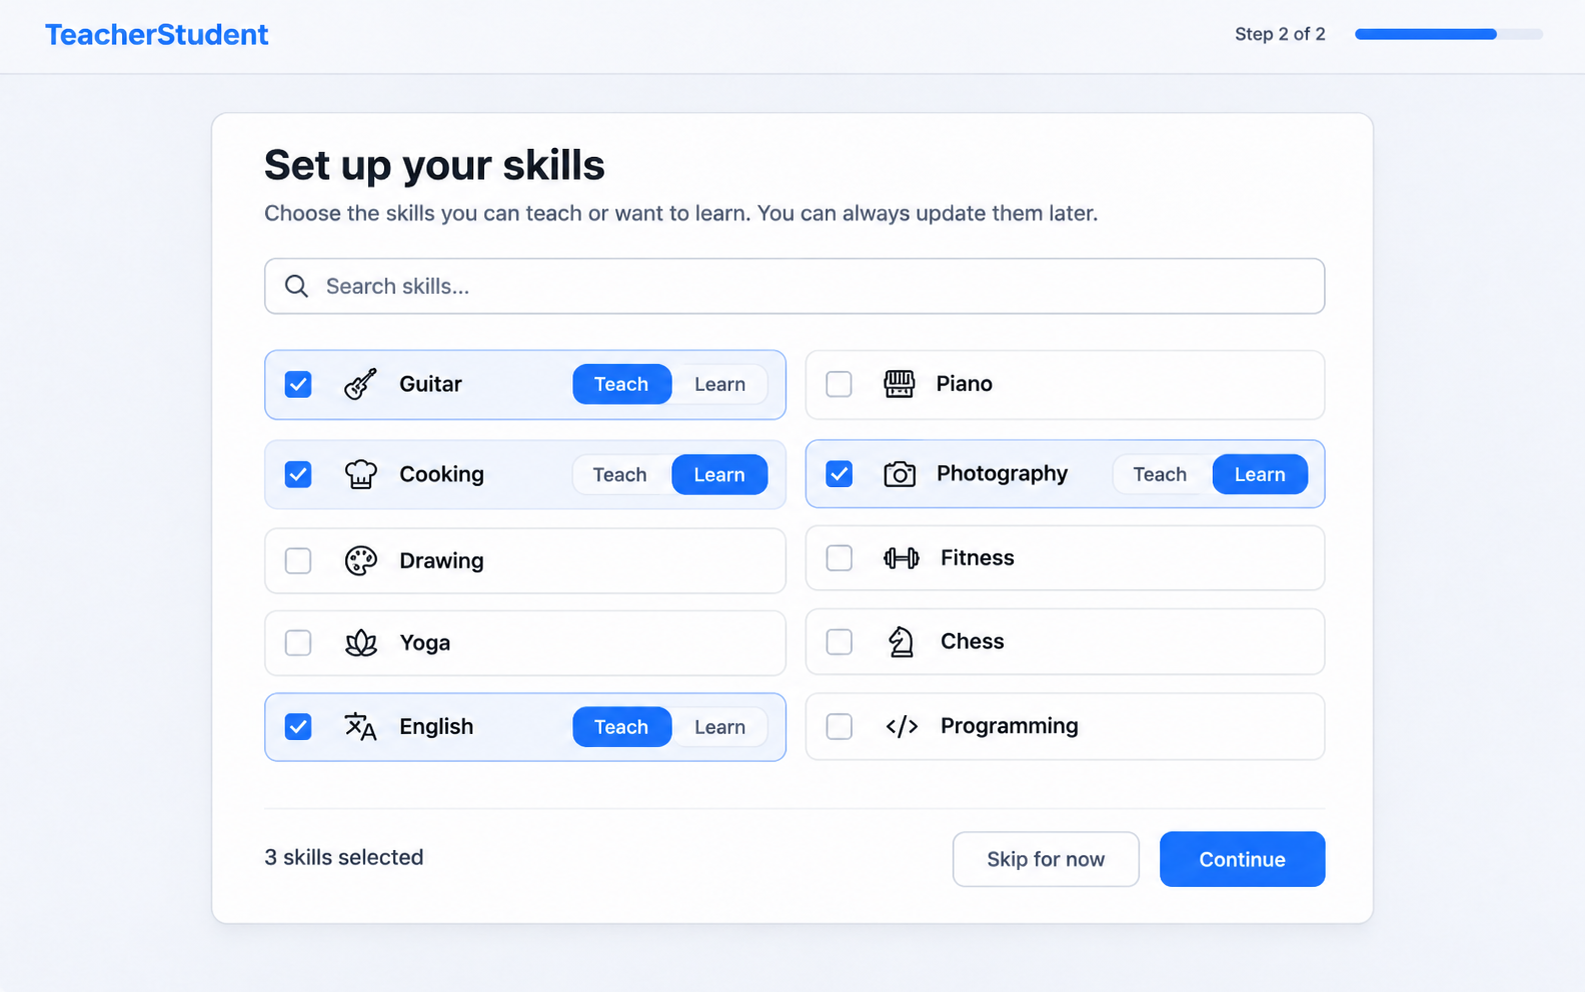 TeacherStudent
Step 2 of 2
Set up your skills
Choose the skills you can teach or want to learn. You can always update them later.
Search skills...
Guitar Teach Learn
Piano
Cooking Teach Learn
Photography Teach Learn
Drawing
Fitness
Yoga
Chess
English Teach Learn
Programming
3 skills selected
Skip for now
Continue